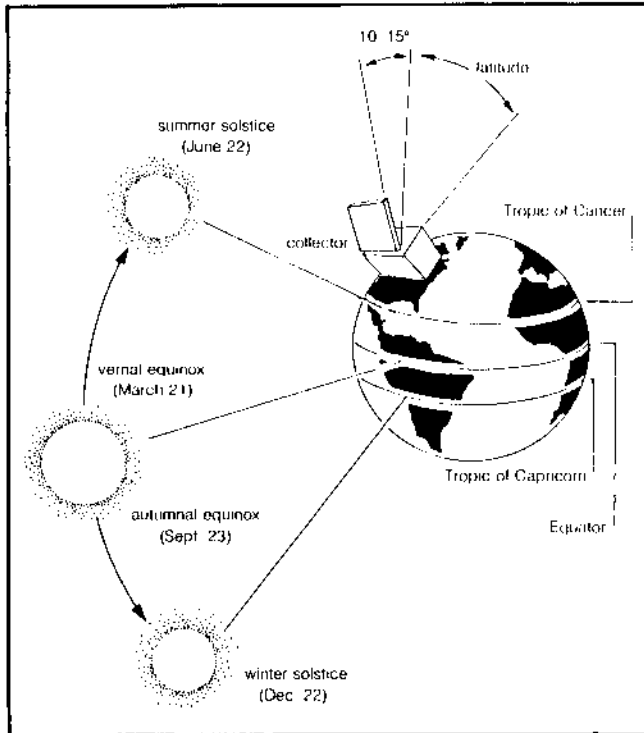 10 15°
latitude
summer solstice
(June 22)
Tropic of Cancer
collector
vernal equinox
(March 21)
Tropic of Capricorn
autumnal equinox
(Sept. 23)
Equator
winter solstice
(Dec. 22)